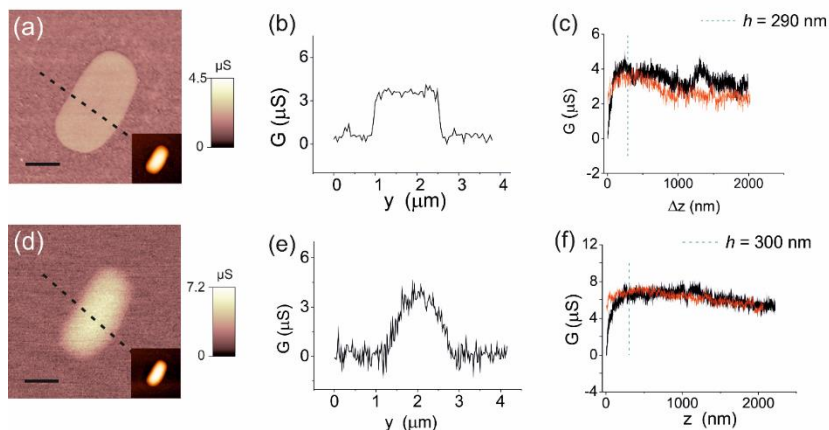 (a)
µS
4.5
0
(b)
G (µS)
6
3
0
0 1 2 3 4
y (µm)
(c)
h = 290 nm
G (µS)
8
6
4
2
0
-2
0 1000 2000
Δz (nm)
(d)
µS
7.2
0
(e)
G (µS)
6
3
0
0 1 2 3 4
y (µm)
(f)
h = 300 nm
G (µS)
12
8
4
0
-4
0 1000 2000
z (nm)